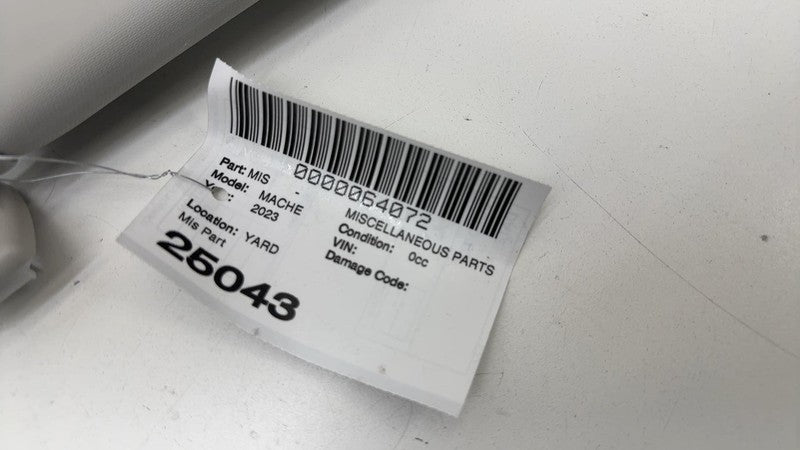 0000064072
Part: MIS - MISCELLANEOUS PARTS
Model: MACHE
Condition: 0cc
2023
VIN:
Location: YARD
Damage Code:
Mis Part
25043